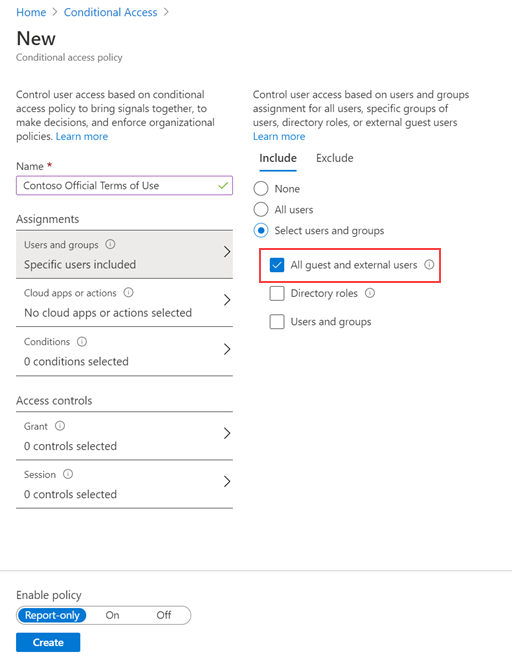 Home > Conditional Access >
New
Conditional access policy
Control user access based on conditional
access policy to bring signals together, to
make decisions, and enforce organizational
policies. Learn more
Name *
Contoso Official Terms of Use
Assignments
Users and groups
Specific users included
Cloud apps or actions
No cloud apps or actions selected
Conditions
0 conditions selected
Access controls
Grant
0 controls selected
Session
0 controls selected
Control user access based on users and groups
assignment for all users, specific groups of
users, directory roles, or external guest users
Learn more
Include Exclude
None
All users
Select users and groups
All guest and external users
Directory roles
Users and groups
Enable policy
Report-only On Off
Create